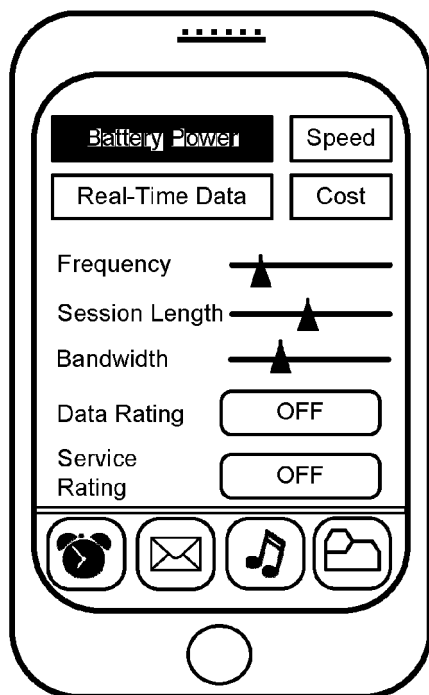 Battery Power
Speed
Real-Time Data
Cost
Frequency
Session Length
Bandwidth
Data Rating
OFF
Service
Rating
OFF